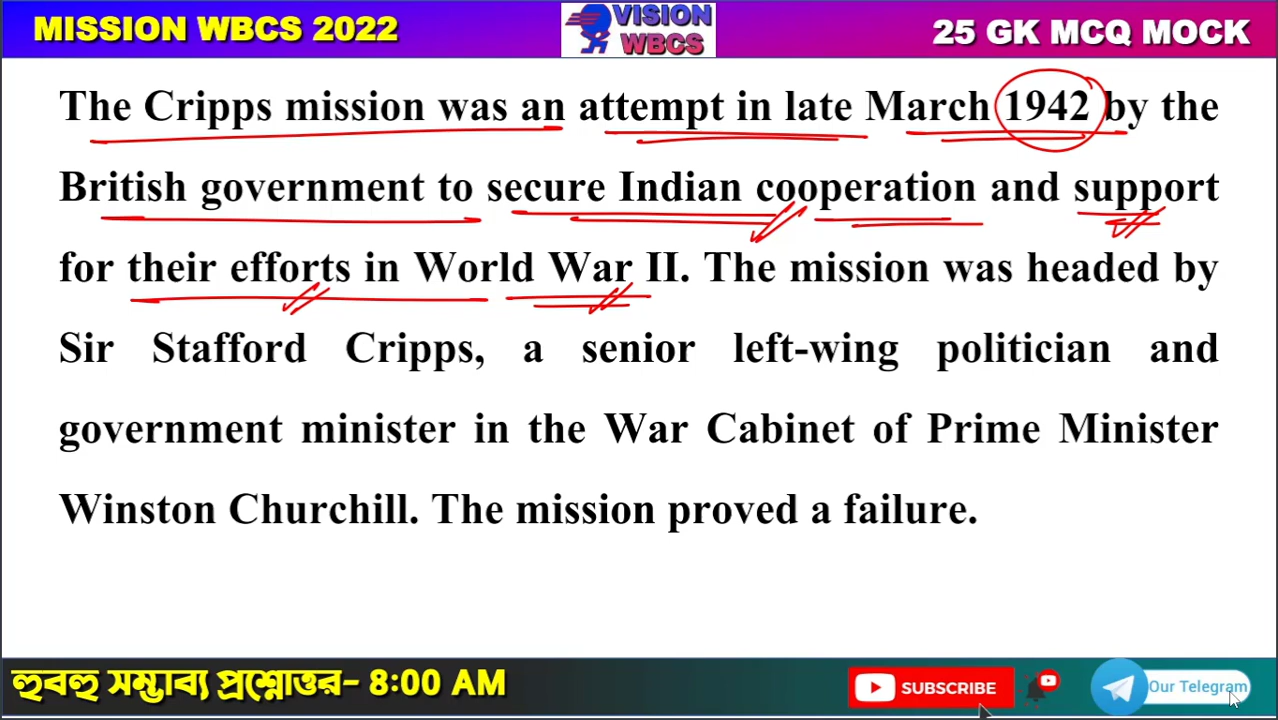 MISSION WBCS 2022
VISION
WBCS
25 GK MCQ MOCK
The Cripps mission was an attempt in late March 1942 by the
British government to secure Indian cooperation and support
for their efforts in World War II. The mission was headed by
Sir Stafford Cripps, a senior left-wing politician and
government minister in the War Cabinet of Prime Minister
Winston Churchill. The mission proved a failure.
হুবহু সম্ভাব্য প্রশ্নোত্তর- 8:00 AM
SUBSCRIBE
Our Telegram